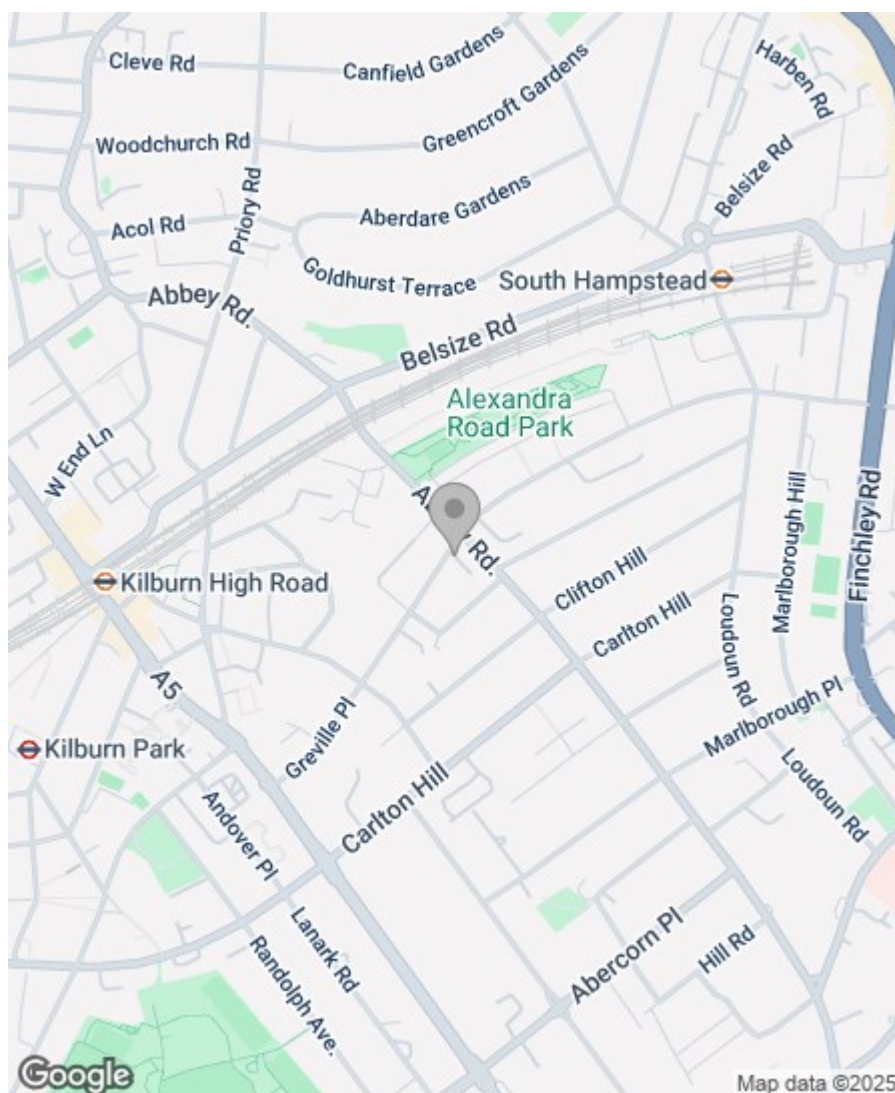 Cleve Rd
Canfield Gardens
Harben Rd
Woodchurch Rd
Greencroft Gardens
Belsize Rd
Priory Rd
Aberdare Gardens
Acol Rd
Goldhurst Terrace
South Hampstead
Abbey Rd.
Belsize Rd
Alexandra
Road Park
W End Ln
Rd.
Finchley Rd
Marlborough Hill
Kilburn High Road
Clifton Hill
Carlton Hill
Loudoun Rd
A5
Marlborough Pl
Kilburn Park
Greville Pl
Loudoun Rd
Andover Pl
Carlton Hill
Lanark Rd
Randolph Ave.
Abercorn Pl
Hill Rd
Google
Map data ©2025